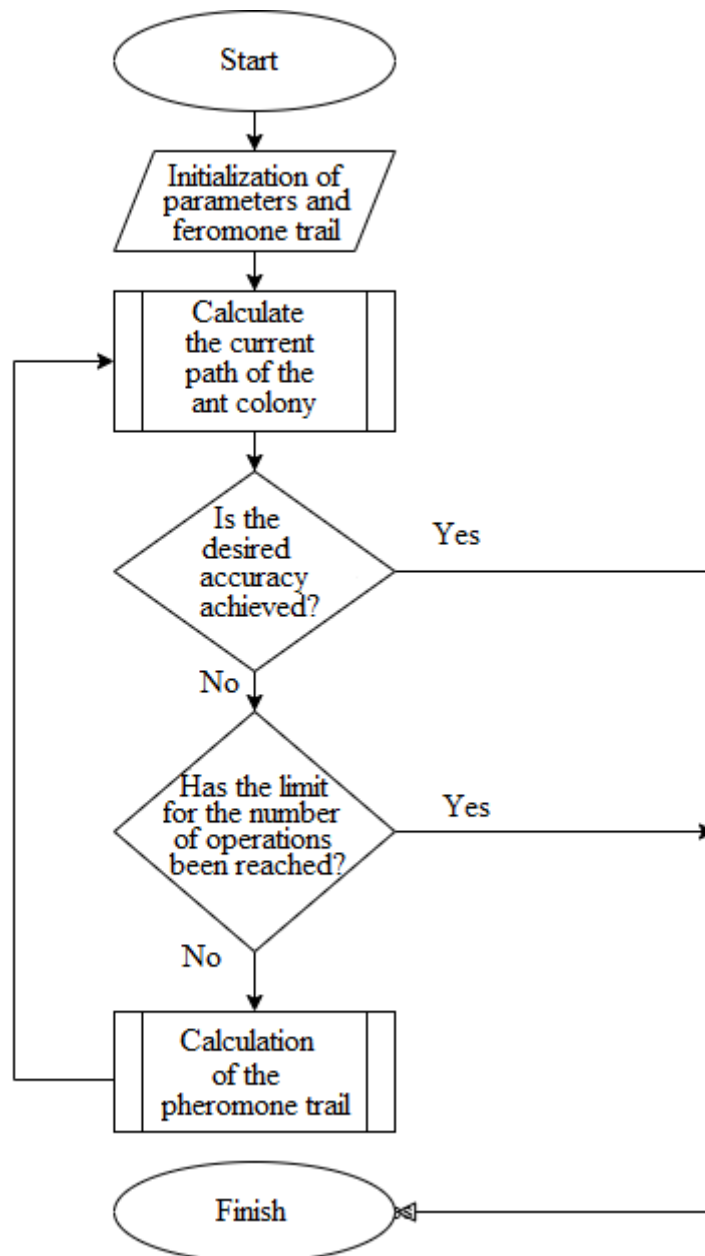 Start
Initialization of
parameters and
feromone trail
Calculate
the current
path of the
ant colony
Is the
desired
accuracy
achieved?
Yes
No
Has the limit
for the number
of operations
been reached?
Yes
No
Calculation
of the
pheromone trail
Finish